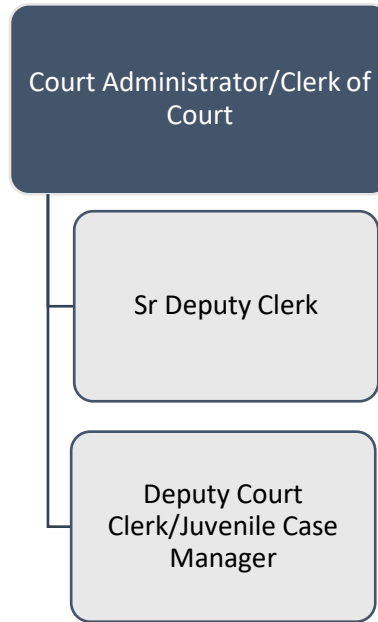 Court Administrator/Clerk of
Court
Sr Deputy Clerk
Deputy Court
Clerk/Juvenile Case
Manager